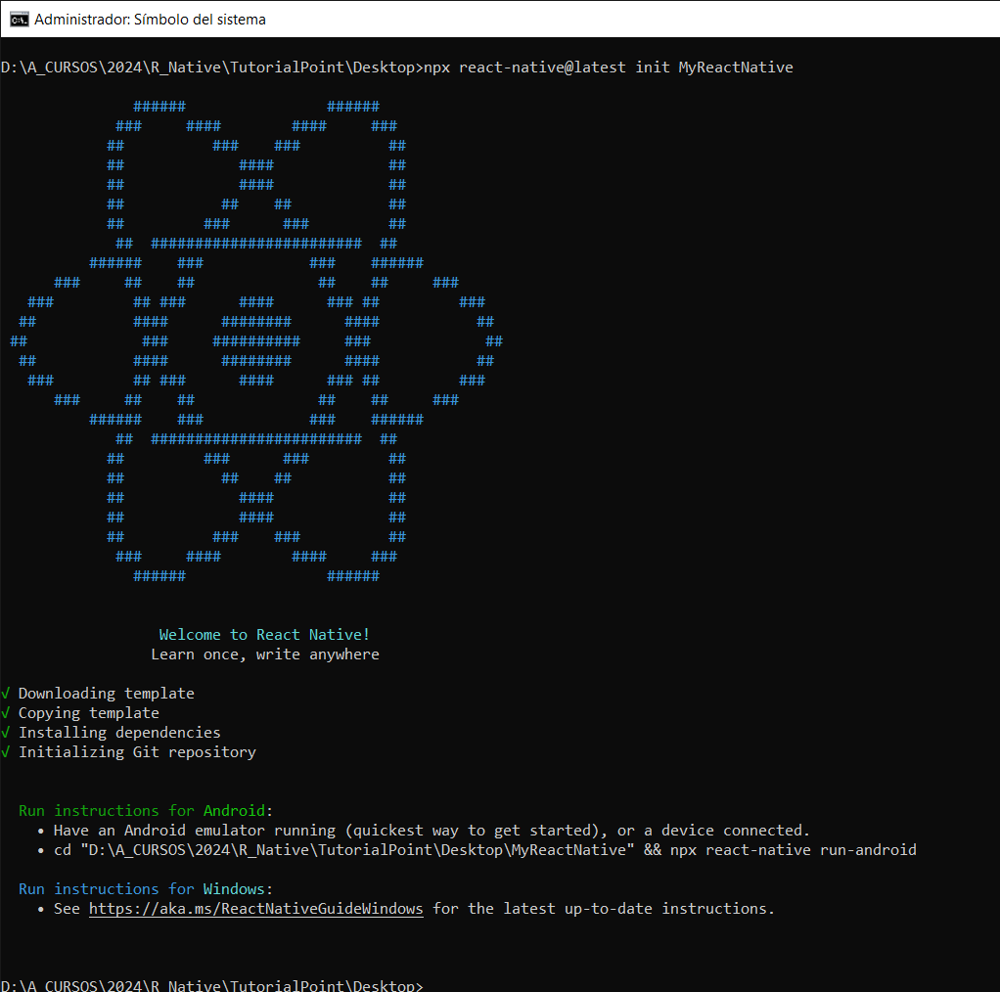 Administrador: Símbolo del sistema
D:\A_CURSOS\2024\R_Native\TutorialPoint\Desktop>npx react-native@latest init MyReactNative
               ######                ######
             ###     ####        ####     ###
            ##          ###    ###          ##
            ##             ####             ##
            ##             ####             ##
            ##           ##    ##           ##
            ##         ###      ###         ##
             ##  ########################  ##
          ######    ###            ###    ######
      ###     ##    ##              ##    ##     ###
   ###         ## ###      ####      ### ##         ###
  ##           ####      ########      ####           ##
 ##             ###     ##########     ###             ##
  ##           ####      ########      ####           ##
   ###         ## ###      ####      ### ##         ###
      ###     ##    ##              ##    ##     ###
          ######    ###            ###    ######
             ##  ########################  ##
            ##         ###      ###         ##
            ##           ##    ##           ##
            ##             ####             ##
            ##             ####             ##
            ##          ###    ###          ##
             ###     ####        ####     ###
               ######                ######
Welcome to React Native!
Learn once, write anywhere
√ Downloading template
√ Copying template
√ Installing dependencies
√ Initializing Git repository
Run instructions for Android:
• Have an Android emulator running (quickest way to get started), or a device connected.
• cd "D:\A_CURSOS\2024\R_Native\TutorialPoint\Desktop\MyReactNative" && npx react-native run-android
Run instructions for Windows:
• See https://aka.ms/ReactNativeGuideWindows for the latest up-to-date instructions.
D:\A_CURSOS\2024\R_Native\TutorialPoint\Desktop>